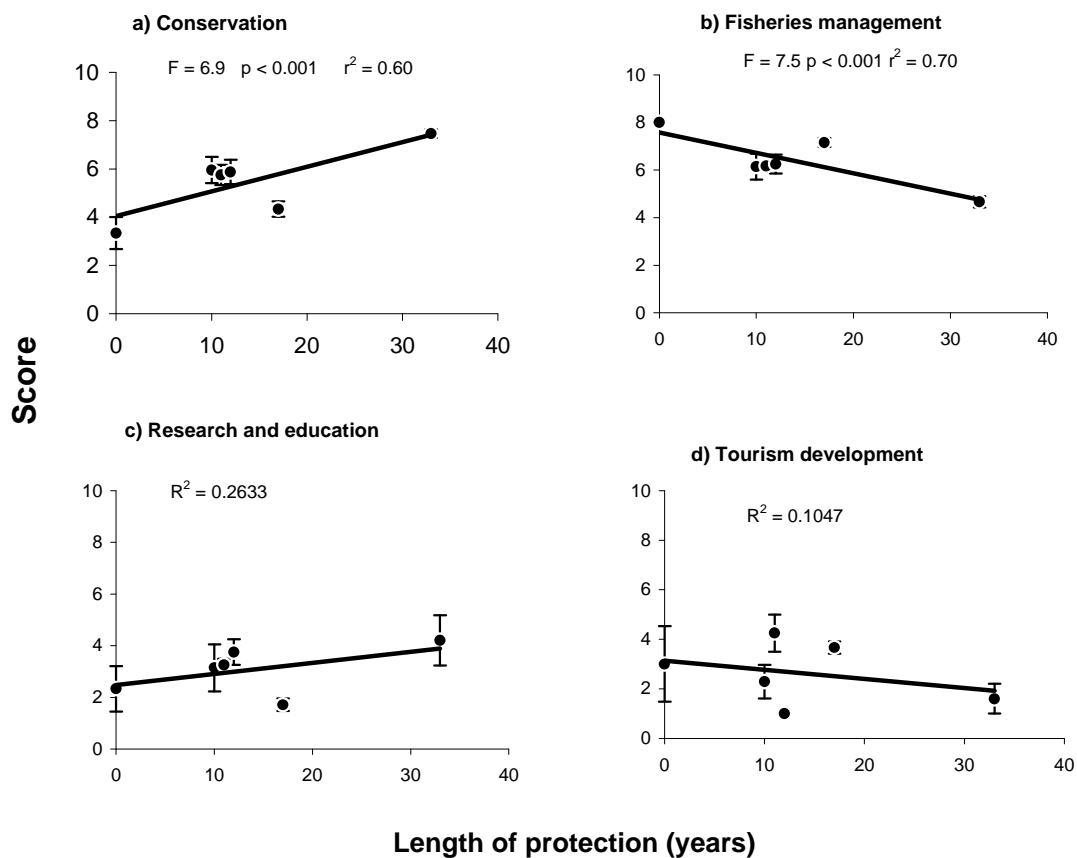 a) Conservation
F = 6.9 p < 0.001 r² = 0.60
10
8
6
4
2
0
0 10 20 30 40
b) Fisheries management
F = 7.5 p < 0.001 r² = 0.70
10
8
6
4
2
0
0 10 20 30 40
Score
c) Research and education
R² = 0.2633
10
8
6
4
2
0
0 10 20 30 40
d) Tourism development
R² = 0.1047
10
8
6
4
2
0
0 10 20 30 40
Length of protection (years)